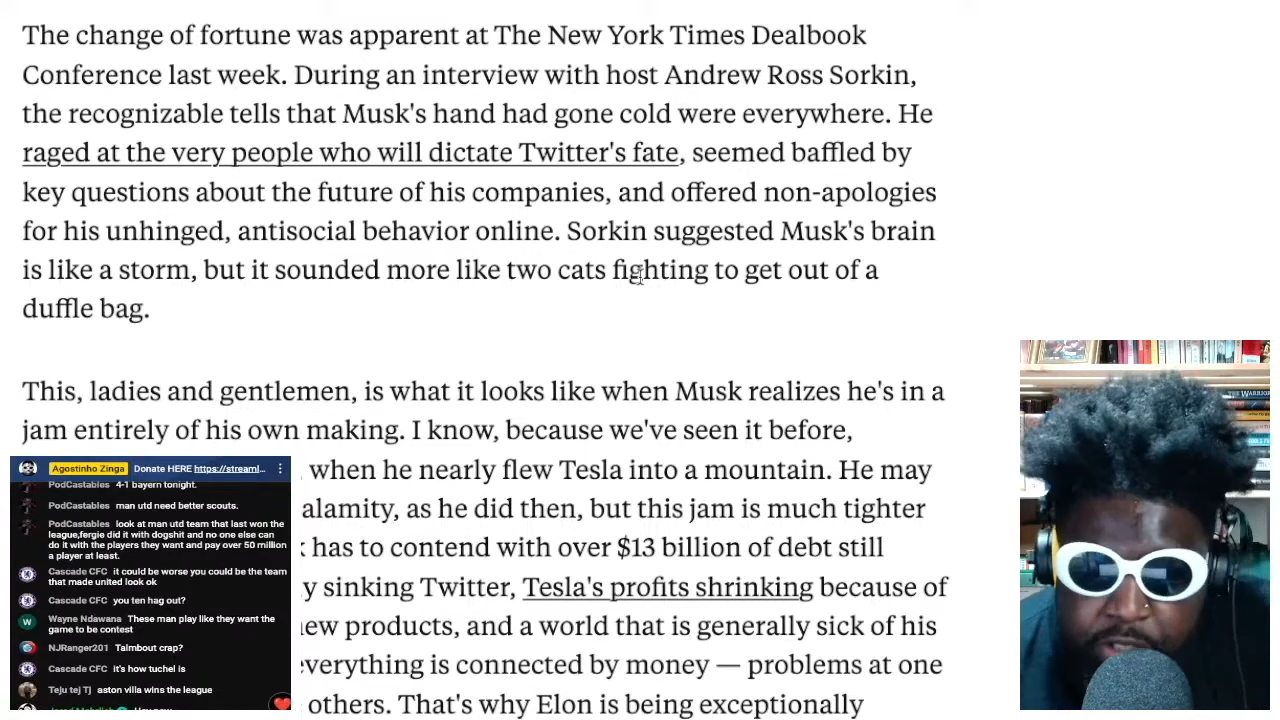 The change of fortune was apparent at The New York Times Dealbook
Conference last week. During an interview with host Andrew Ross Sorkin,
the recognizable tells that Musk's hand had gone cold were everywhere. He
raged at the very people who will dictate Twitter's fate, seemed baffled by
key questions about the future of his companies, and offered non-apologies
for his unhinged, antisocial behavior online. Sorkin suggested Musk's brain
is like a storm, but it sounded more like two cats fighting to get out of a
duffle bag.
This, ladies and gentlemen, is what it looks like when Musk realizes he's in a
jam entirely of his own making. I know, because we've seen it before,
when he nearly flew Tesla into a mountain. He may
alamity, as he did then, but this jam is much tighter
has to contend with over $13 billion of debt still
y sinking Twitter, Tesla's profits shrinking because of
new products, and a world that is generally sick of his
everything is connected by money — problems at one
others. That's why Elon is being exceptionally
Agostinho Zinga Donate HERE https://streaml...
PodCastables 4-1 bayern tonight.
PodCastables man utd need better scouts.
PodCastables look at man utd team that last won the
league,fergie did it with dogshit and no one else can
do it with the players they want and pay over 50 million
a player at least.
Cascade CFC it could be worse you could be the team
that made united look ok
Cascade CFC you ten hag out?
W Wayne Ndawana These man play like they want the
game to be contest
NJRanger201 Talmbout crap?
Cascade CFC it's how tuchel is
Teju tej Tj aston villa wins the league
THE WARRIOR